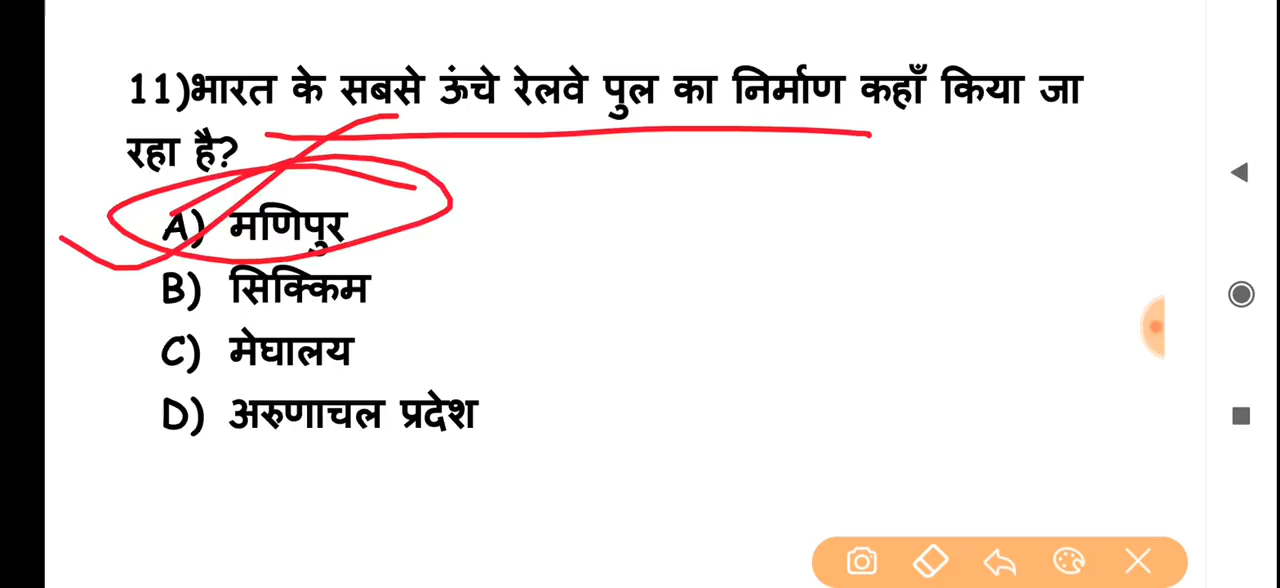 11)भारत के सबसे ऊंचे रेलवे पुल का निर्माण कहाँ किया जा
रहा है?
A) मणिपुर
B) सिक्किम
C) मेघालय
D) अरुणाचल प्रदेश